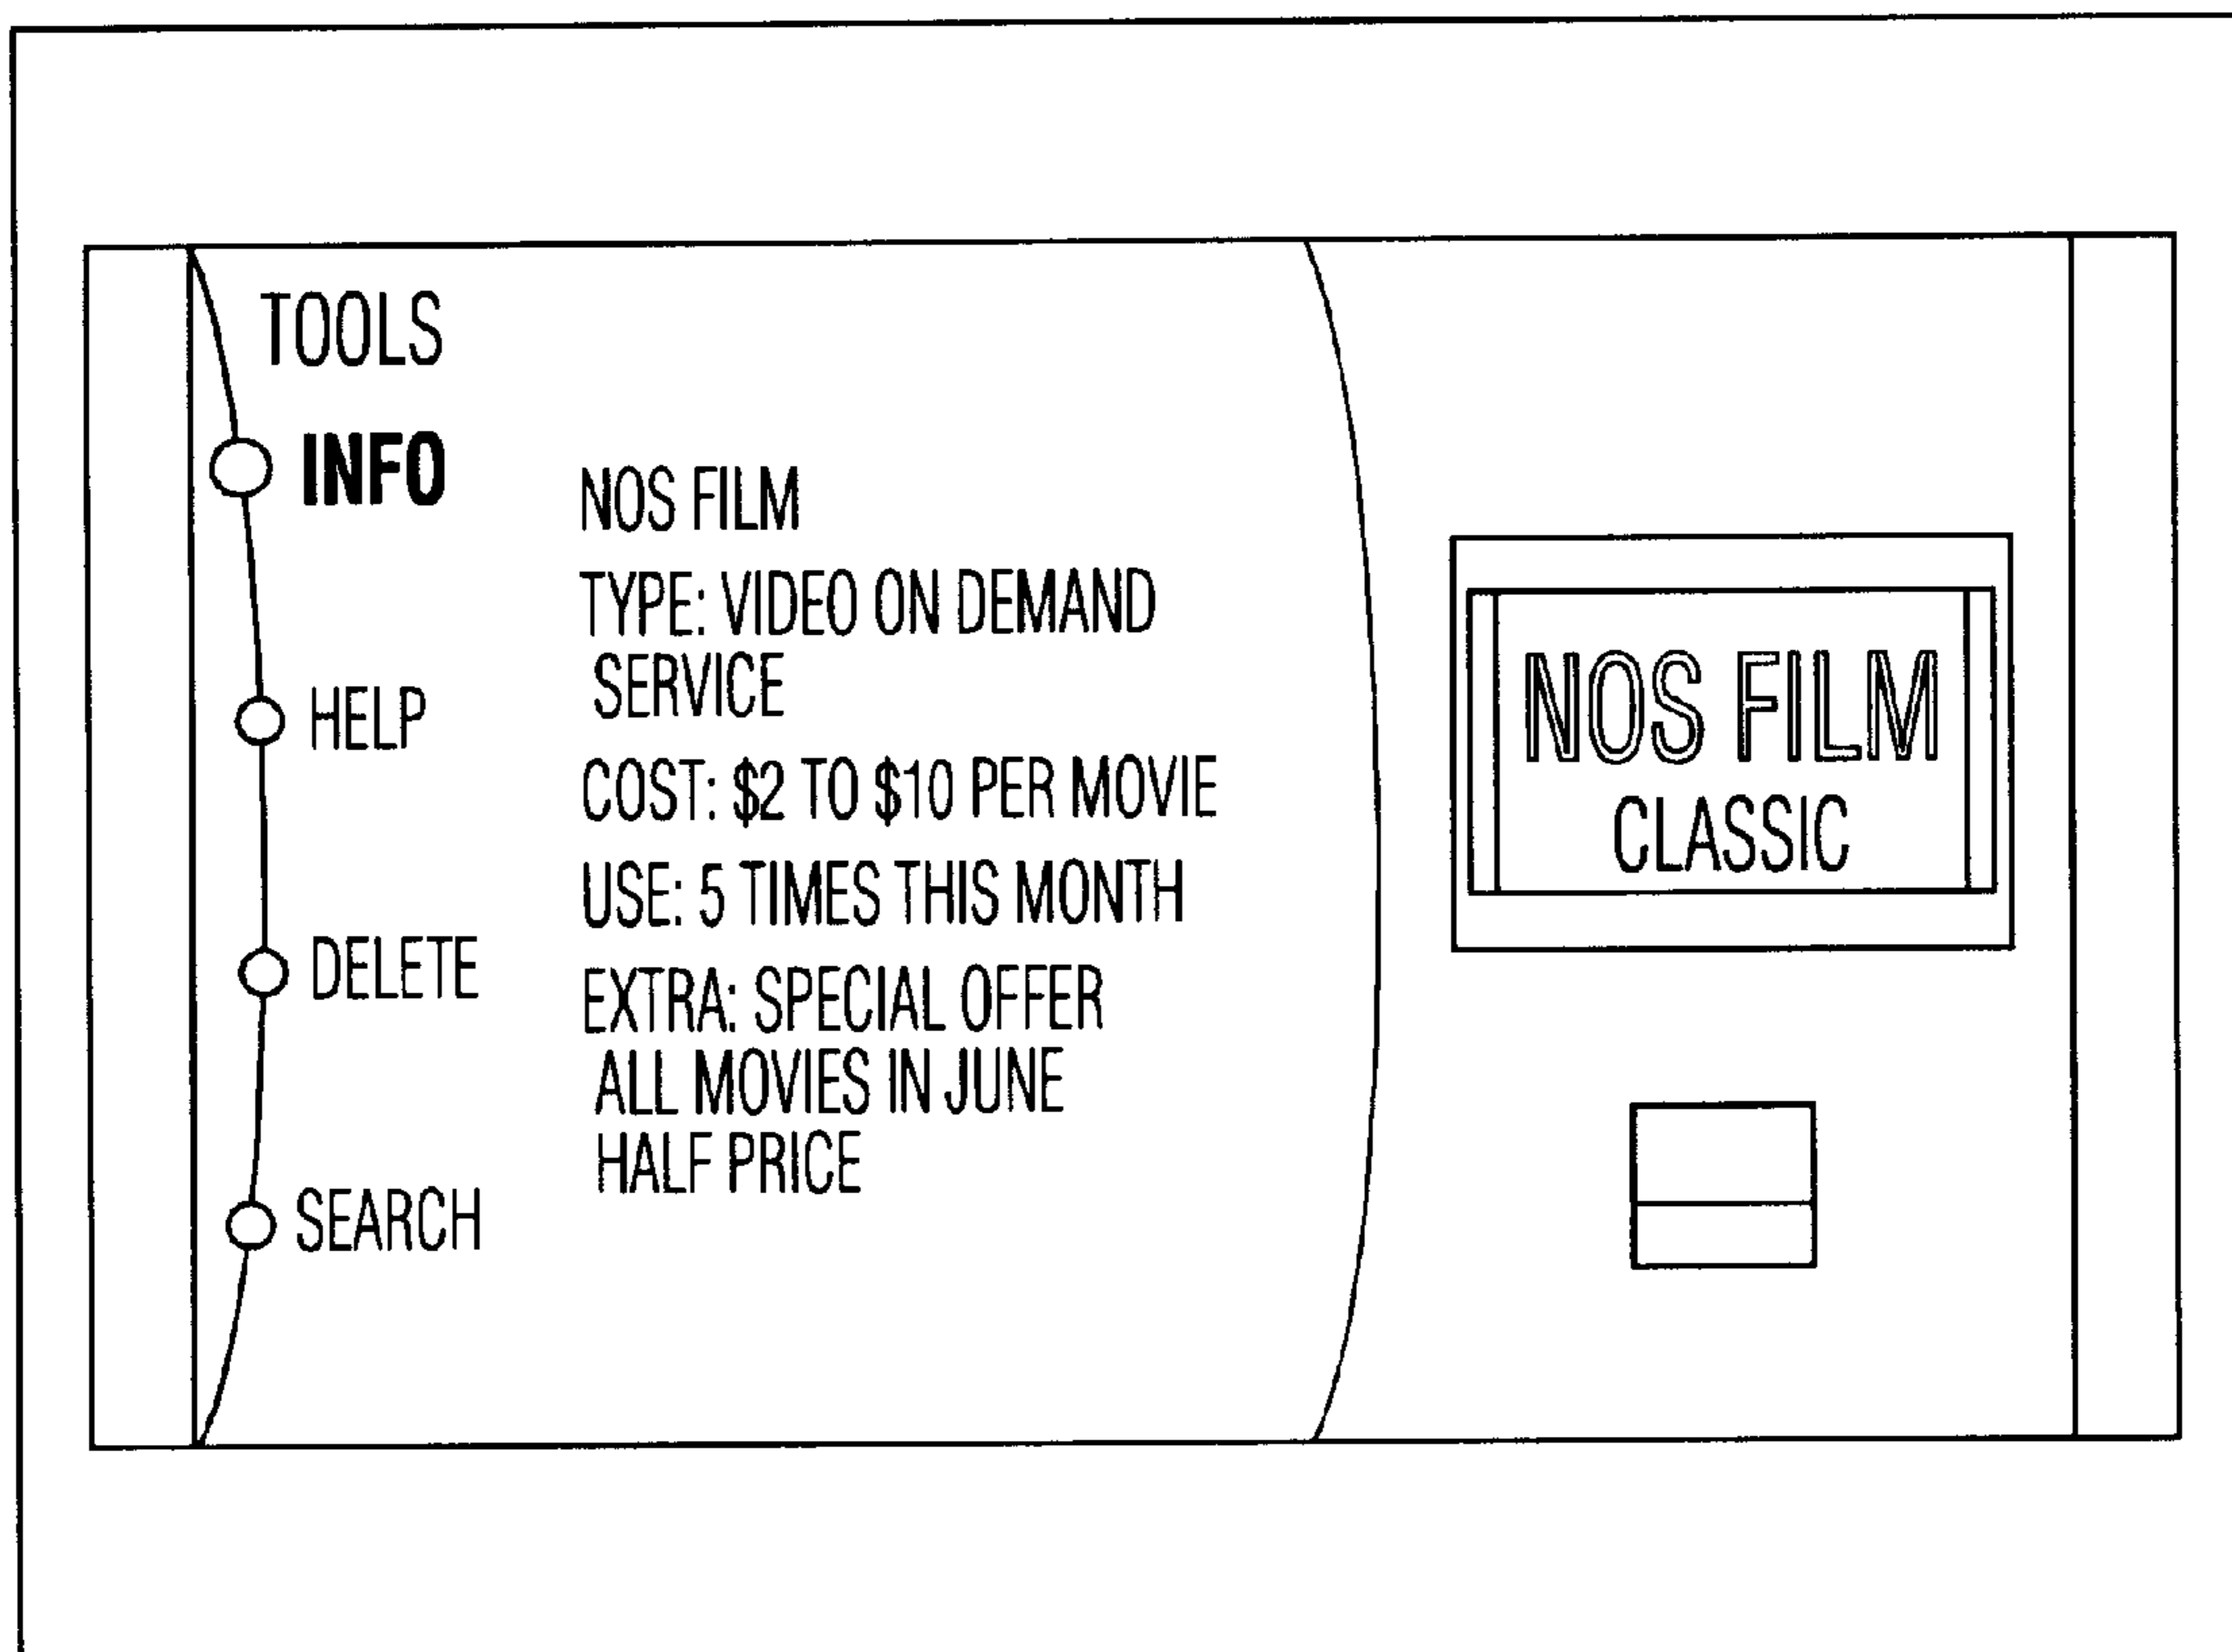 TOOLS
INFO
HELP
DELETE
SEARCH
NOS FILM
TYPE: VIDEO ON DEMAND
SERVICE
COST: $2 TO $10 PER MOVIE
USE: 5 TIMES THIS MONTH
EXTRA: SPECIAL OFFER
ALL MOVIES IN JUNE
HALF PRICE
NOS FILM
CLASSIC